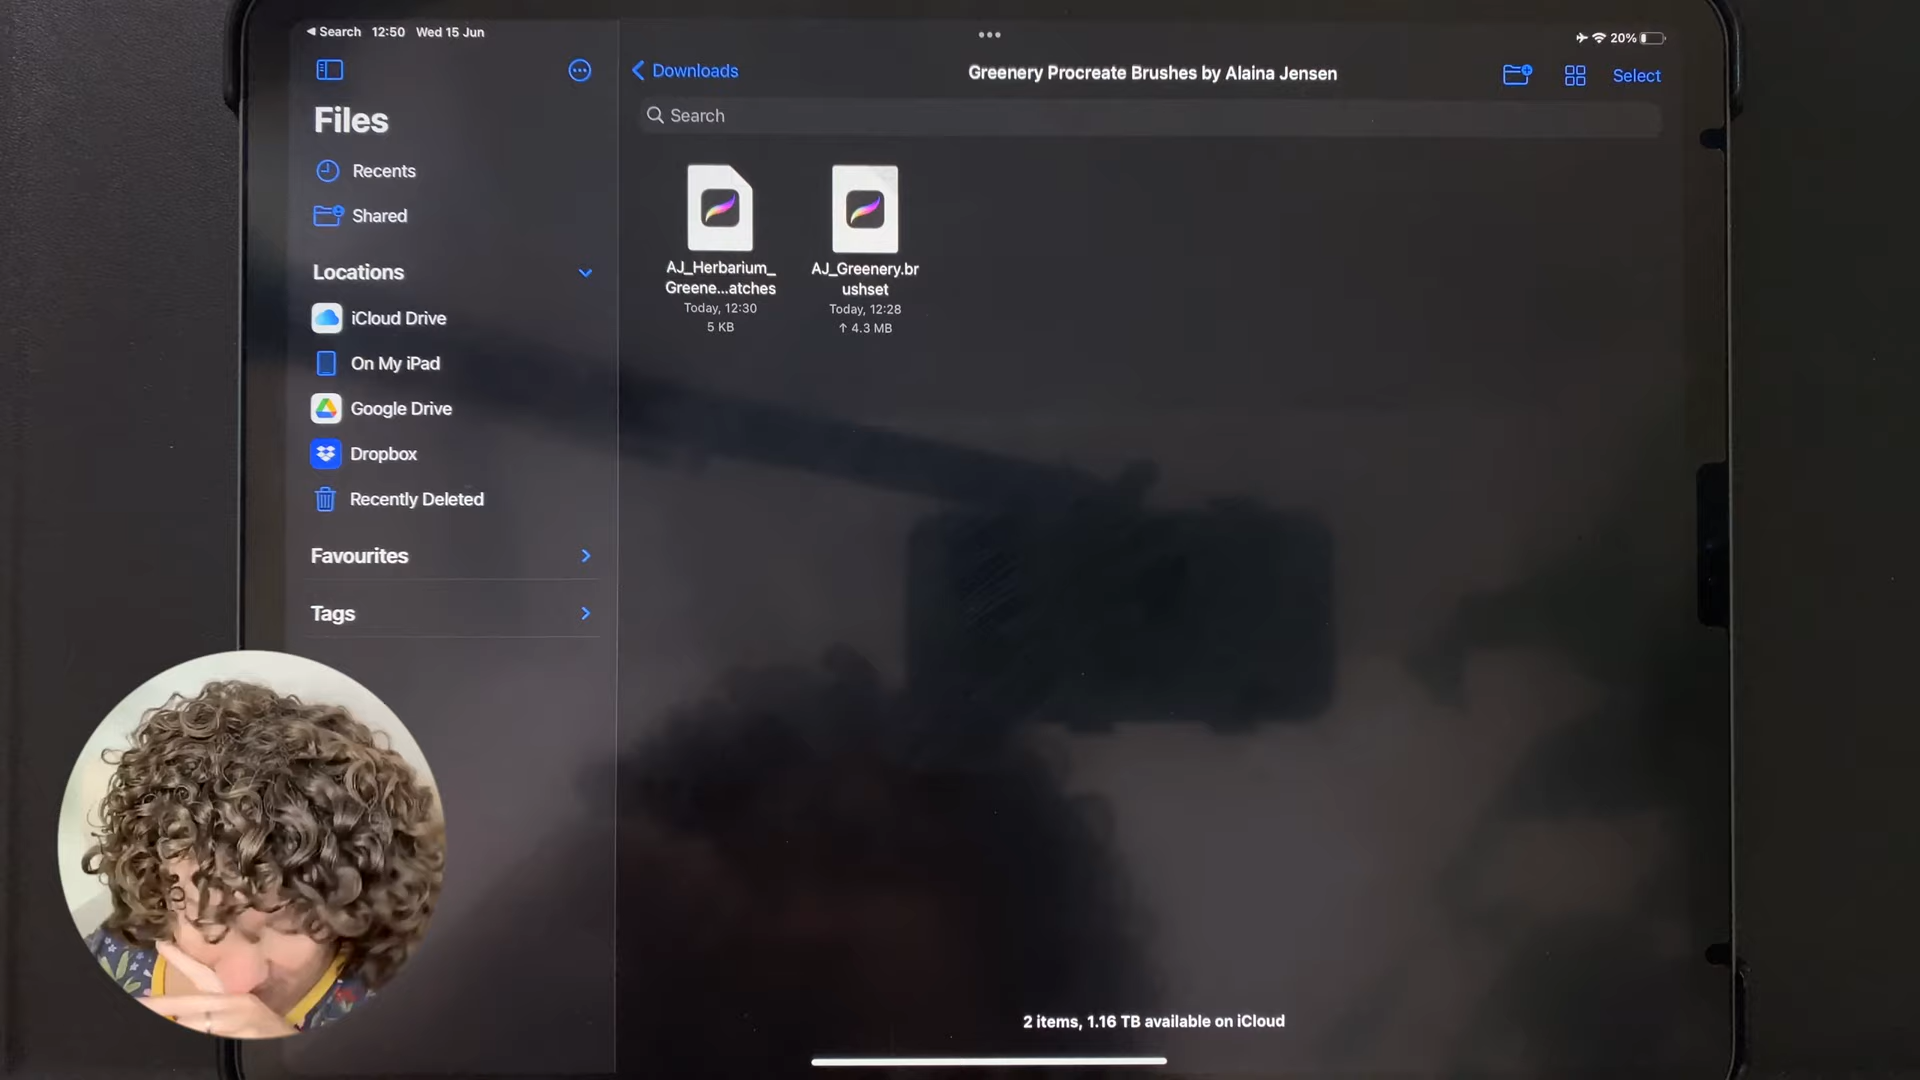 Search 12:50 Wed 15 Jun
20%
Files
Recents
Shared
Locations
iCloud Drive
On My iPad
Google Drive
Dropbox
Recently Deleted
Favourites
Tags
Downloads
Greenery Procreate Brushes by Alaina Jensen
Select
Search
AJ_Herbarium_
Greene...atches
Today, 12:30
5 KB
AJ_Greenery.br
ushset
Today, 12:28
↑ 4.3 MB
2 items, 1.16 TB available on iCloud